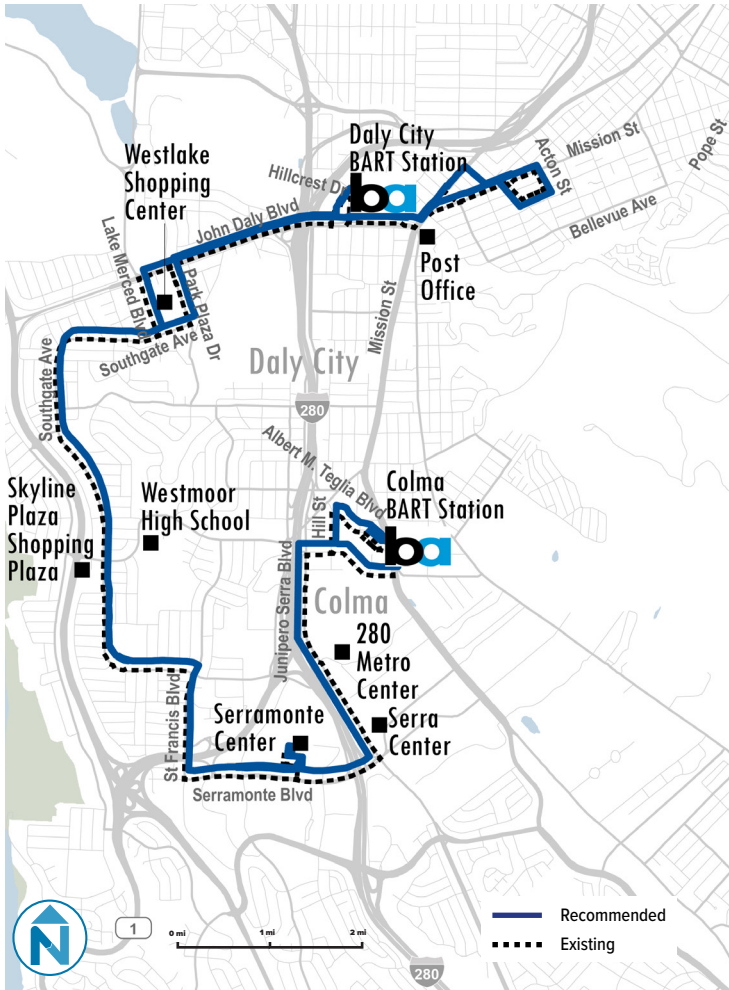 Daly City
BART Station
ba
Mission St
Pope St
Acton St
Westlake
Shopping
Center
Hillcrest Dr
John Daly Blvd
Bellevue Ave
Lake Merced Blvd
Park Plaza Dr
Post
Office
Southgate Ave
Mission St
Daly City
Southgate Ave
280
Albert M. Teglia Blvd
Skyline
Plaza
Shopping
Plaza
Westmoor
High School
Hill St
Colma
BART Station
ba
Junipero Serra Blvd
Colma
280
Metro
Center
St Francis Blvd
Serramonte
Center
Serra
Center
Serramonte Blvd
N
1
0 mi
1 mi
2 mi
Recommended
Existing
280